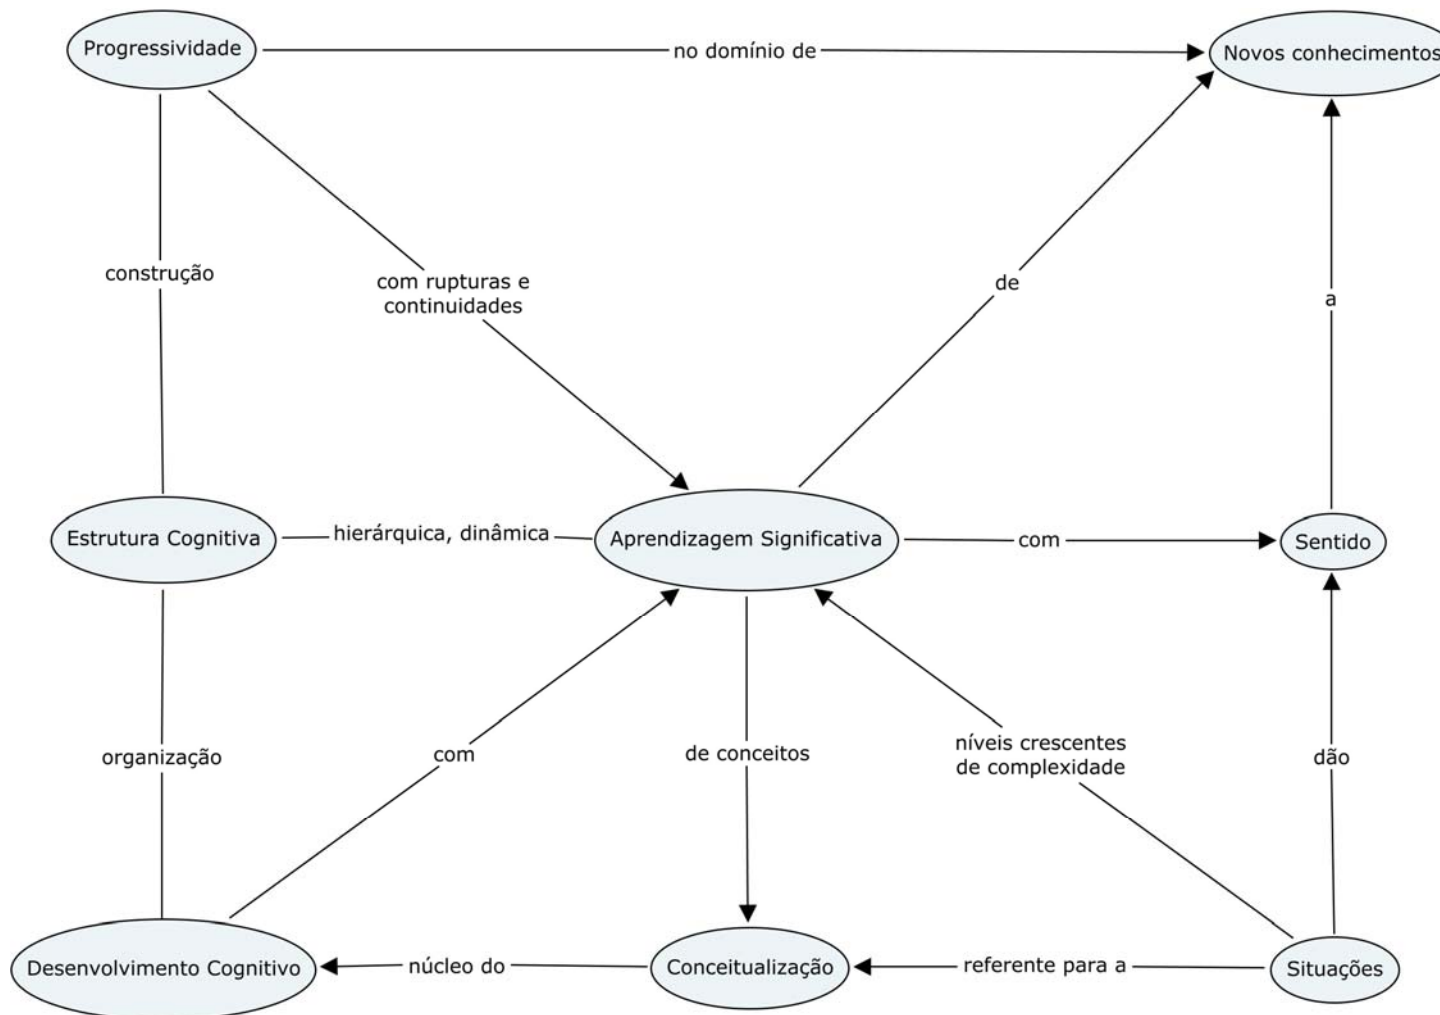 Progressividade
no domínio de
Novos conhecimentos
construção
com rupturas e
continuidades
de
a
Estrutura Cognitiva
hierárquica, dinâmica
Aprendizagem Significativa
com
Sentido
organização
com
de conceitos
níveis crescentes
de complexidade
dão
Desenvolvimento Cognitivo
núcleo do
Conceitualização
referente para a
Situações